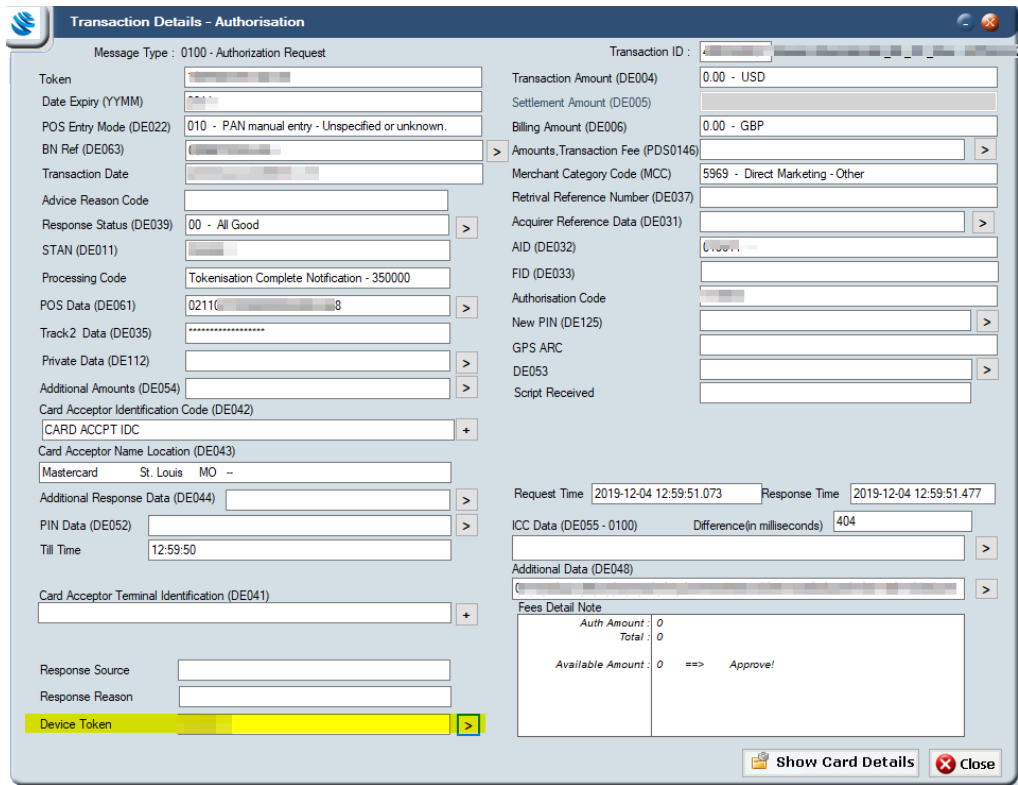 Transaction Details - Authorisation
Message Type : 0100 - Authorization Request
Transaction ID :
Token
Date Expiry (YYMM)
POS Entry Mode (DE022) 010 - PAN manual entry - Unspecified or unknown.
BN Ref (DE063) >
Transaction Date
Advice Reason Code
Response Status (DE039) 00 - All Good >
STAN (DE011)
Processing Code Tokenisation Complete Notification - 350000
POS Data (DE061) 0211 8 >
Track2 Data (DE035) ******************
Private Data (DE112) >
Additional Amounts (DE054) >
Card Acceptor Identification Code (DE042)
CARD ACCPT IDC +
Card Acceptor Name Location (DE043)
Mastercard St. Louis MO --
Additional Response Data (DE044) >
PIN Data (DE052) >
Till Time 12:59:50
Card Acceptor Terminal Identification (DE041)
+
Response Source
Response Reason
Device Token >
Transaction Amount (DE004) 0.00 - USD
Settlement Amount (DE005)
Billing Amount (DE006) 0.00 - GBP
Amounts,Transaction Fee (PDS0146) >
Merchant Category Code (MCC) 5969 - Direct Marketing - Other
Retrival Reference Number (DE037)
Acquirer Reference Data (DE031) >
AID (DE032)
FID (DE033)
Authorisation Code
New PIN (DE125) >
GPS ARC
DE053 >
Script Received
Request Time 2019-12-04 12:59:51.073 Response Time 2019-12-04 12:59:51.477
ICC Data (DE055 - 0100) Difference(in milliseconds) 404
>
Additional Data (DE048)
>
Fees Detail Note
Auth Amount : 0
Total : 0
Available Amount : 0 ==> Approve!
Show Card Details
Close